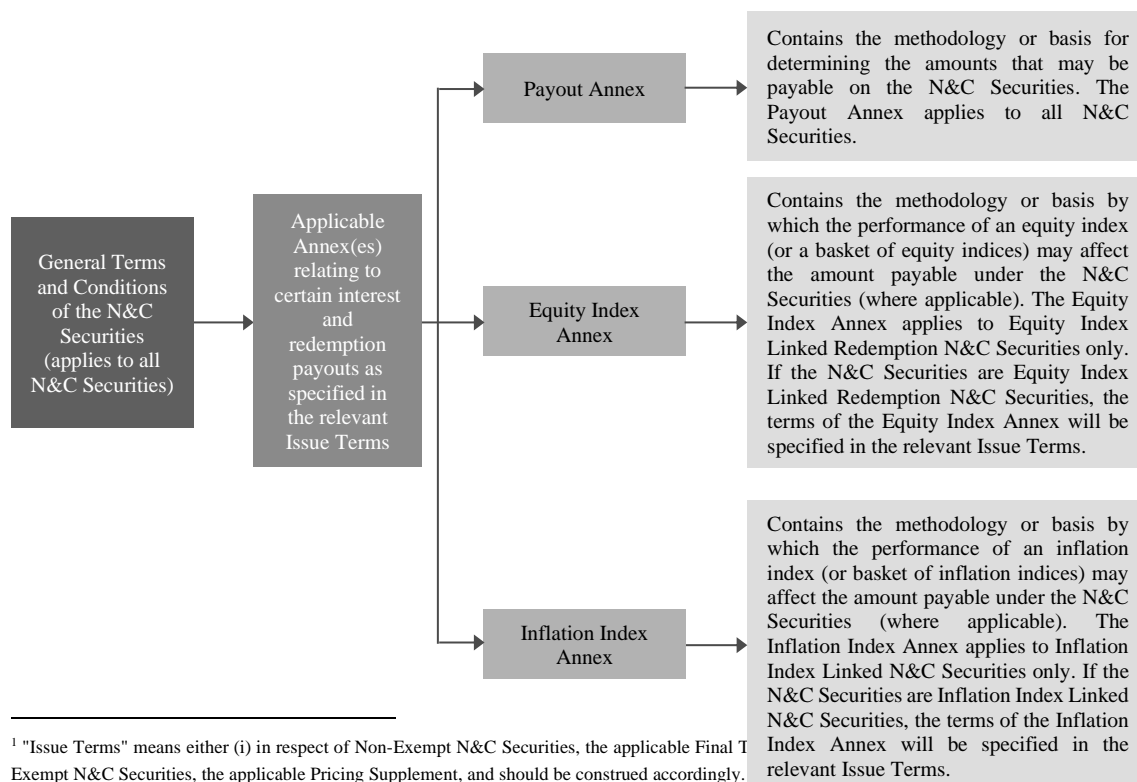 General Terms
and Conditions
of the N&C
Securities
(applies to all
N&C Securities)
Applicable
Annex(es)
relating to
certain interest
and
redemption
payouts as
specified in
the relevant
Issue Terms
Payout Annex
Contains the methodology or basis for
determining the amounts that may be
payable on the N&C Securities. The
Payout Annex applies to all N&C
Securities.
Equity Index
Annex
Contains the methodology or basis by
which the performance of an equity index
(or a basket of equity indices) may affect
the amount payable under the N&C
Securities (where applicable). The Equity
Index Annex applies to Equity Index
Linked Redemption N&C Securities only.
If the N&C Securities are Equity Index
Linked Redemption N&C Securities, the
terms of the Equity Index Annex will be
specified in the relevant Issue Terms.
Inflation Index
Annex
Contains the methodology or basis by
which the performance of an inflation
index (or basket of inflation indices) may
affect the amount payable under the N&C
Securities (where applicable). The
Inflation Index Annex applies to Inflation
Index Linked N&C Securities only. If the
N&C Securities are Inflation Index Linked
N&C Securities, the terms of the Inflation
Index Annex will be specified in the
relevant Issue Terms.
1 "Issue Terms" means either (i) in respect of Non-Exempt N&C Securities, the applicable Final
Exempt N&C Securities, the applicable Pricing Supplement, and should be construed accordingly.